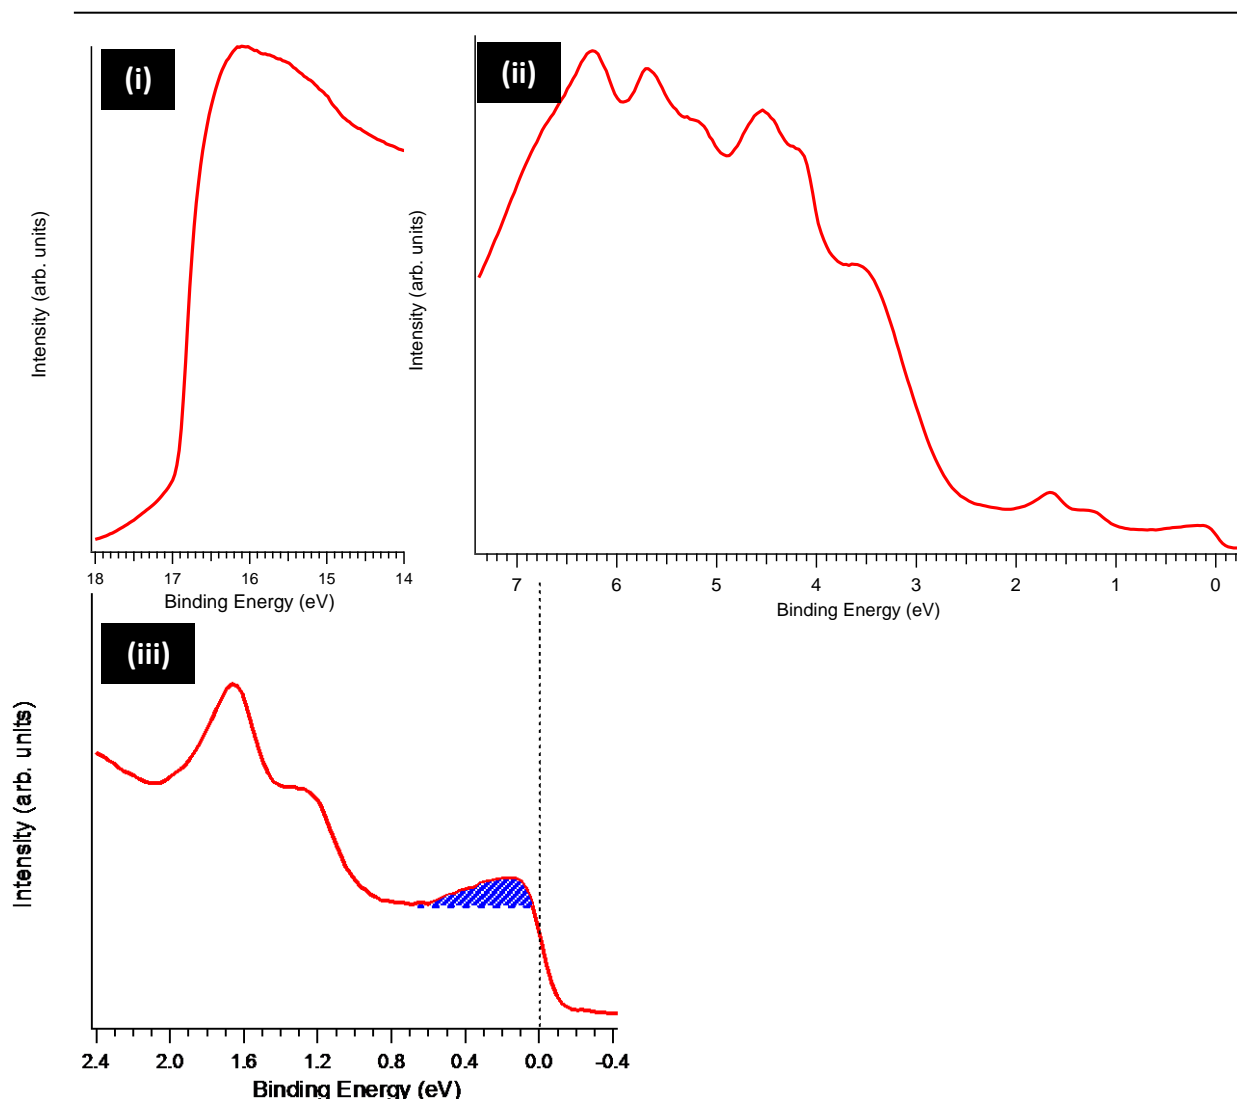 (i)
Intensity (arb. units)
18 17 16 15 14
Binding Energy (eV)
(ii)
Intensity (arb. units)
7 6 5 4 3 2 1 0
Binding Energy (eV)
(iii)
Intensity (arb. units)
2.4 2.0 1.6 1.2 0.8 0.4 0.0 -0.4
Binding Energy (eV)